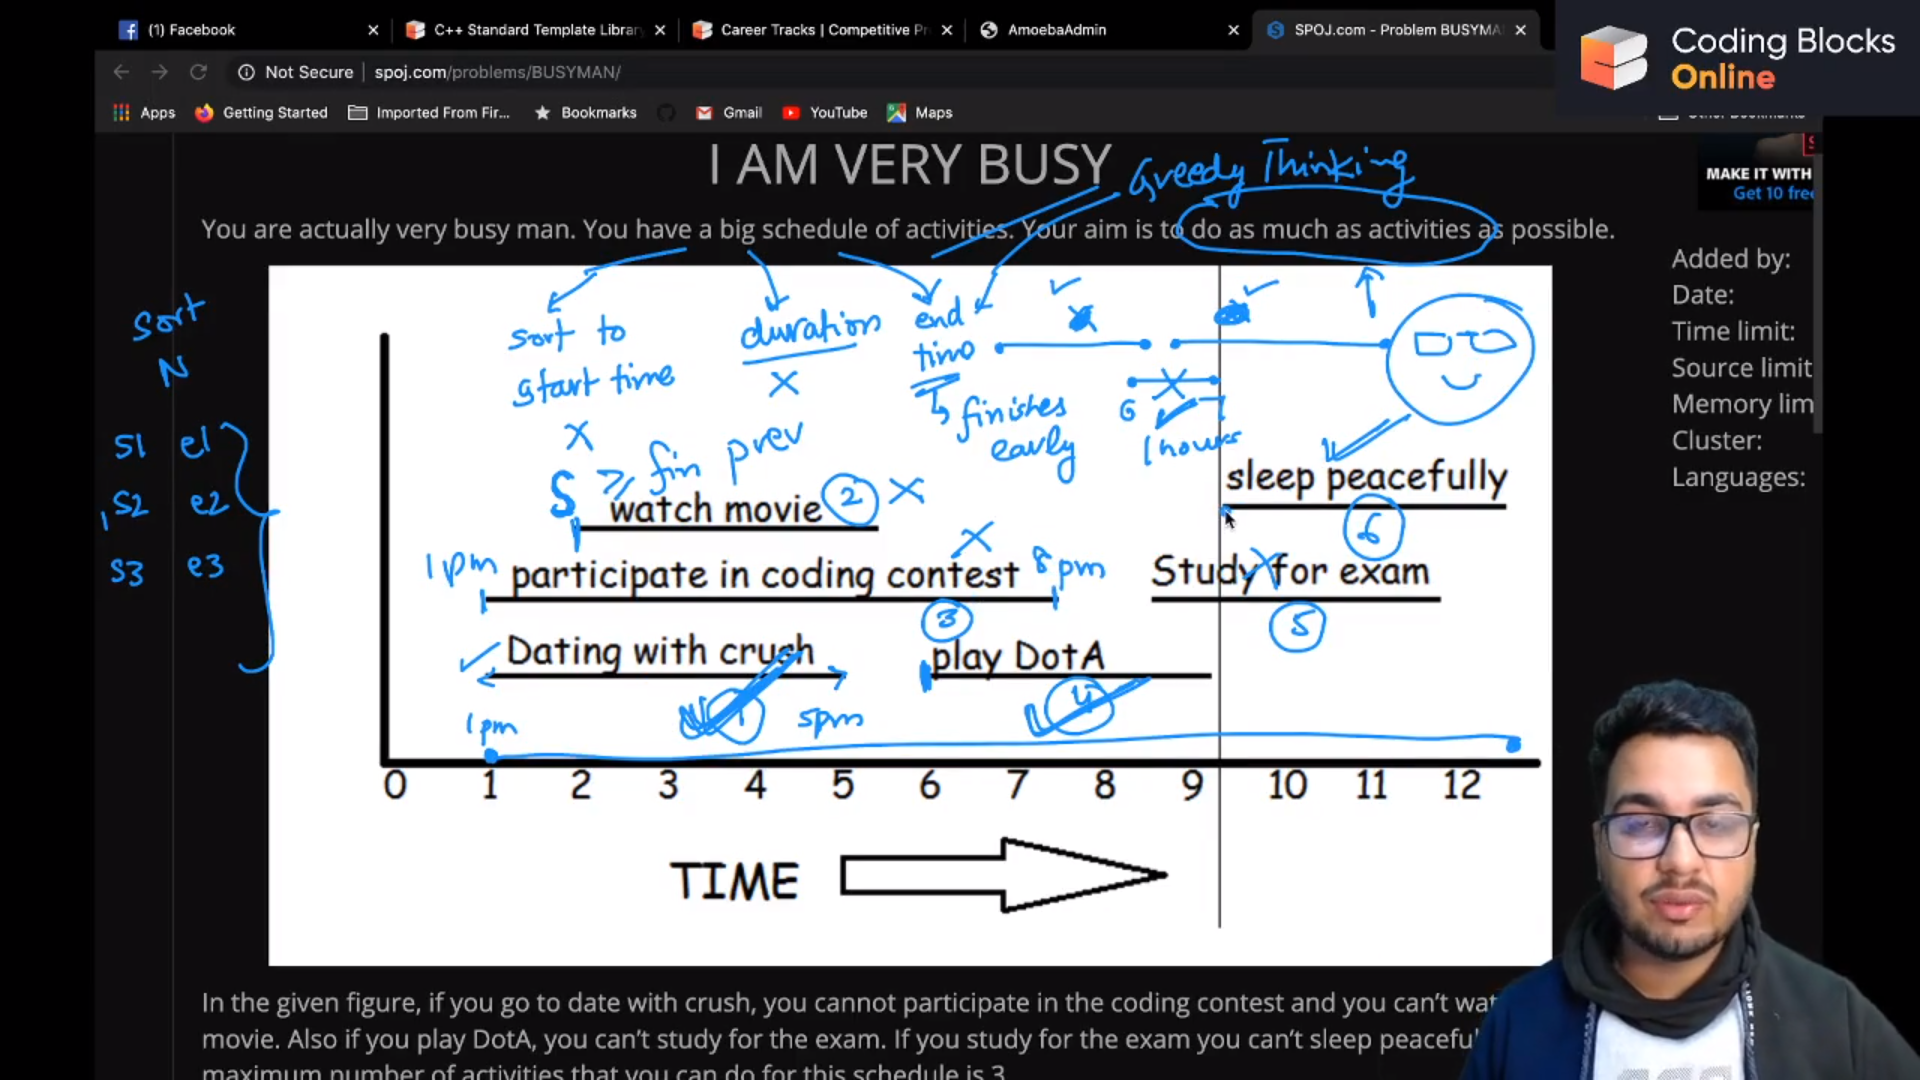 (1) Facebook
C++ Standard Template Librar
Career Tracks | Competitive Pr
AmoebaAdmin
SPOJ.com - Problem BUSYMA
Coding Blocks
Online
Not Secure | spoj.com/problems/BUSYMAN/
Apps
Getting Started
Imported From Fir...
Bookmarks
Gmail
YouTube
Maps
Other Bookmarks
I AM VERY BUSY
Greedy Thinking
MAKE IT WITH
Get 10 free
You are actually very busy man. You have a big schedule of activities. Your aim is to do as much as activities as possible.
Added by:
Date:
Time limit:
Source limit
Memory lim
Cluster:
Languages:
Sort
N
s1 e1
s2 e2
s3 e3
sort to
start time
duration
end
time
finishes
early
6
7
1 hours
S ≥ fin prev
watch movie 2
sleep peacefully
6
1pm participate in coding contest 8pm
3
Study for exam
5
Dating with crush
play DotA
1pm 1 5pm
4
0 1 2 3 4 5 6 7 8 9 10 11 12
TIME
In the given figure, if you go to date with crush, you cannot participate in the coding contest and you can't wat
movie. Also if you play DotA, you can't study for the exam. If you study for the exam you can't sleep peaceful
maximum number of activities that you can do for this schedule is 3